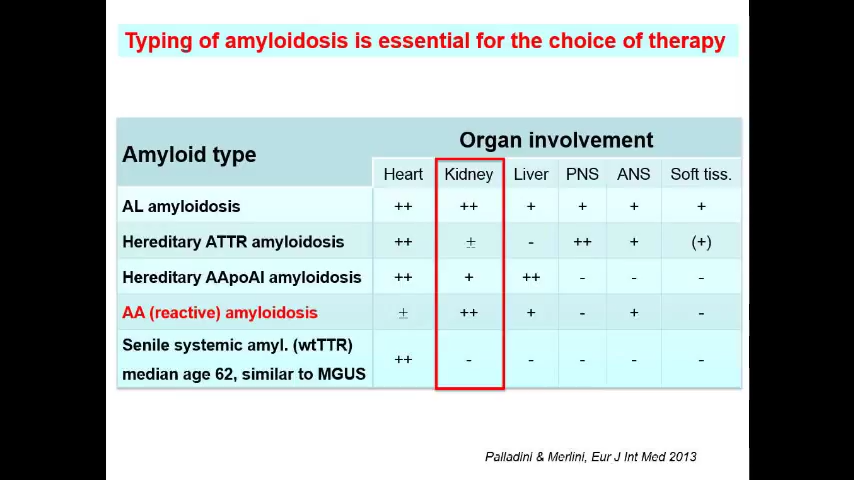 Typing of amyloidosis is essential for the choice of therapy
Amyloid type
Organ involvement
Heart Kidney Liver PNS ANS Soft tiss.
AL amyloidosis ++ ++ + + + +
Hereditary ATTR amyloidosis ++ ± - ++ + (+)
Hereditary AApoAI amyloidosis ++ + ++ - - -
AA (reactive) amyloidosis ± ++ + - + -
Senile systemic amyl. (wtTTR)
median age 62, similar to MGUS ++ - - - - -
Palladini & Merlini, Eur J Int Med 2013